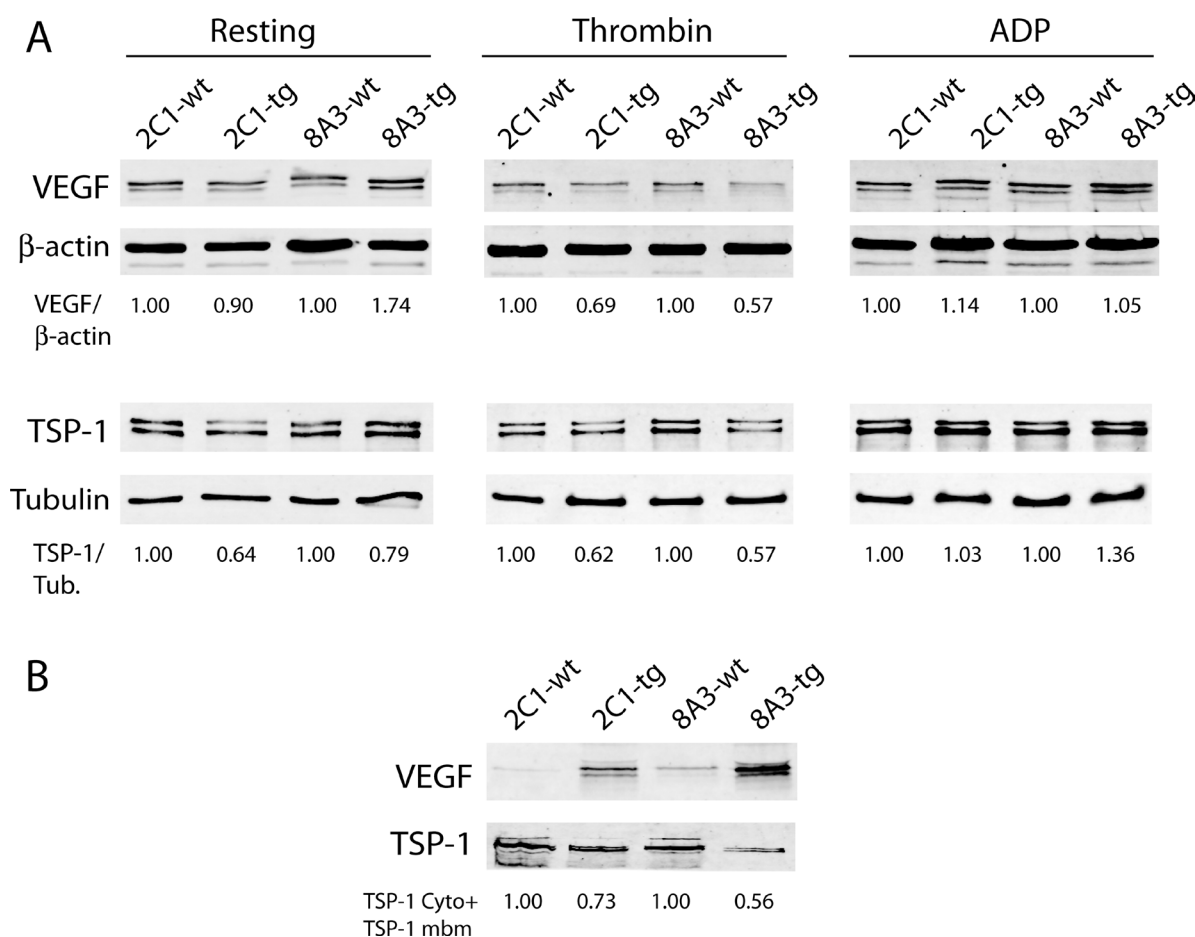 A
Resting Thrombin ADP
2C1-wt 2C1-tg 8A3-wt 8A3-tg 2C1-wt 2C1-tg 8A3-wt 8A3-tg 2C1-wt 2C1-tg 8A3-wt 8A3-tg
VEGF
β-actin
VEGF/ 1.00 0.90 1.00 1.74 1.00 0.69 1.00 0.57 1.00 1.14 1.00 1.05
β-actin
TSP-1
Tubulin
TSP-1/ 1.00 0.64 1.00 0.79 1.00 0.62 1.00 0.57 1.00 1.03 1.00 1.36
Tub.
B
2C1-wt 2C1-tg 8A3-wt 8A3-tg
VEGF
TSP-1
TSP-1 Cyto+ 1.00 0.73 1.00 0.56
TSP-1 mbm